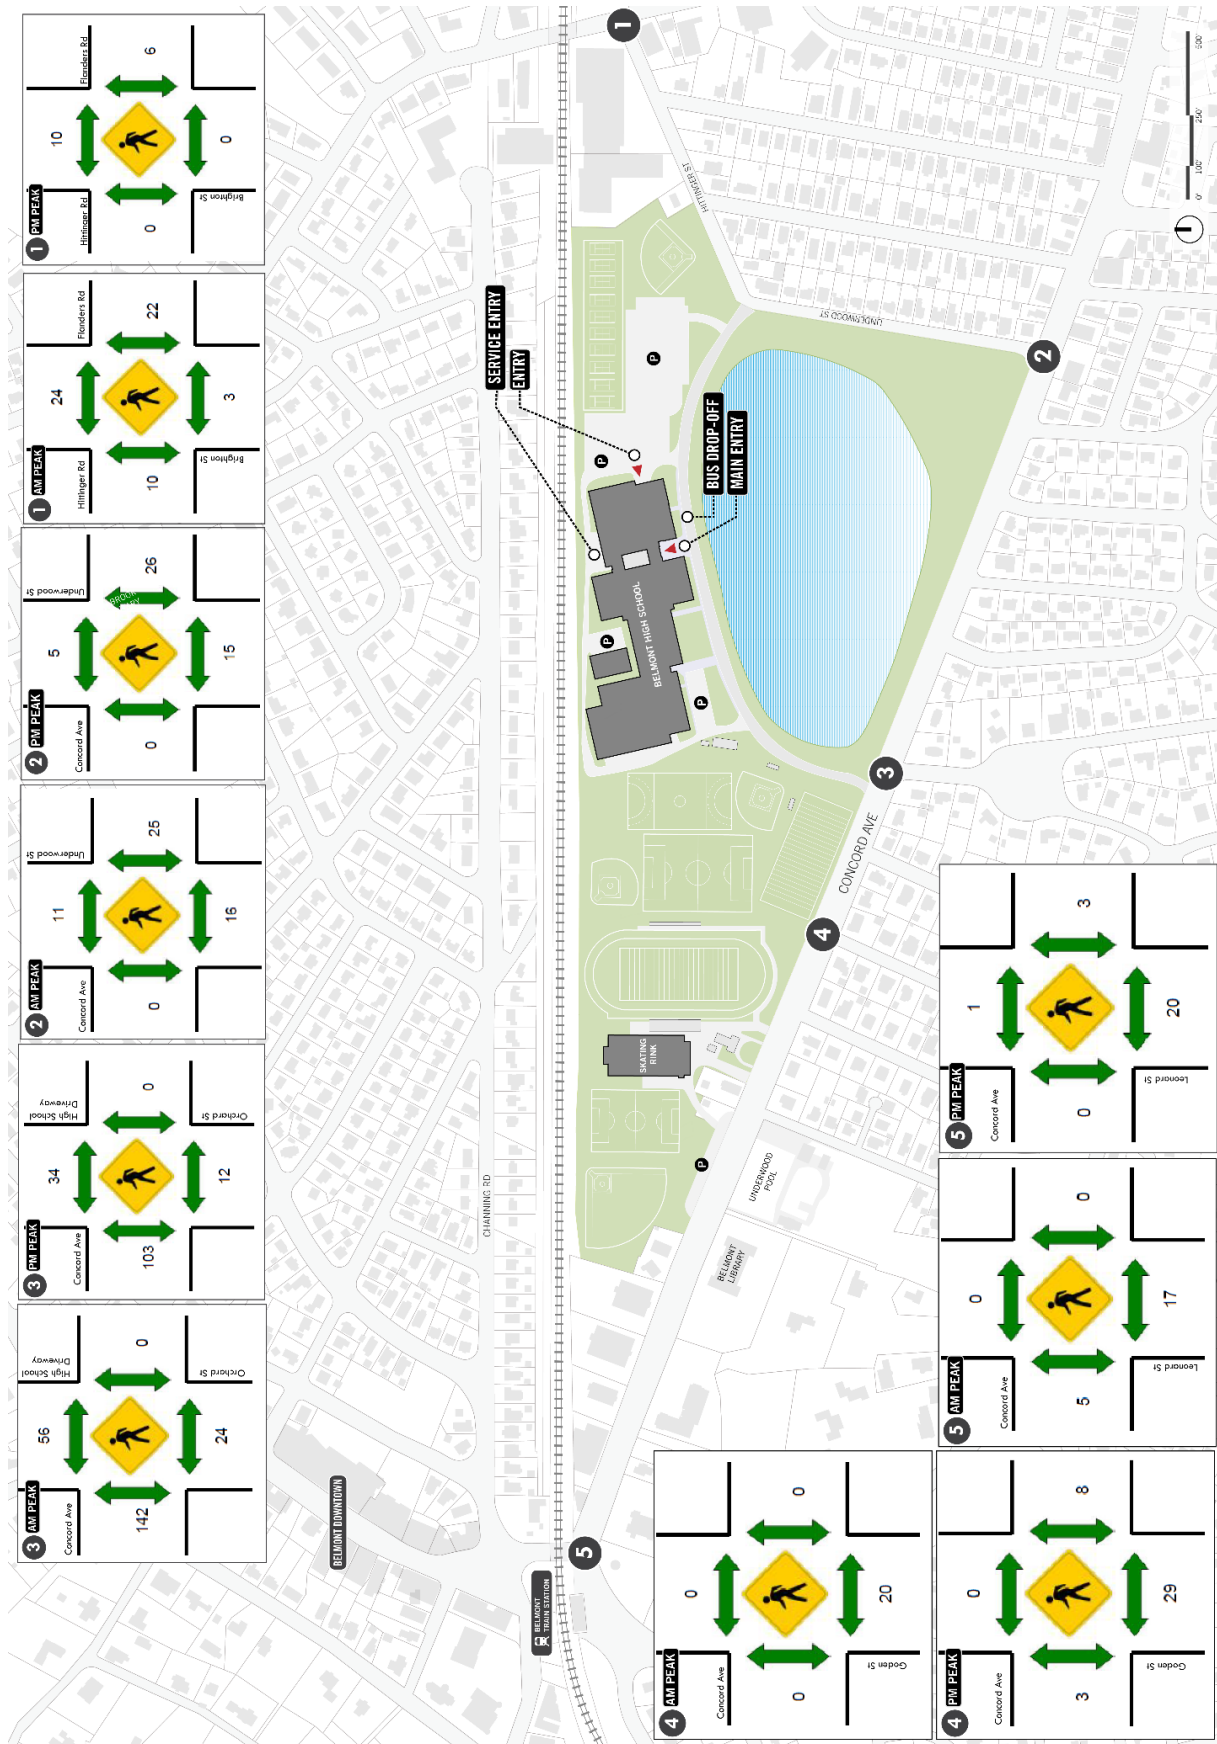 3 AM PEAK
Concord Ave
High School
Driveway
56
142
0
24
Orchard St
3 PM PEAK
Concord Ave
High School
Driveway
34
103
0
12
Orchard St
2 AM PEAK
Concord Ave
Underwood St
11
0
25
16
2 PM PEAK
Concord Ave
Underwood St
5
0
26
15
1 AM PEAK
Hittinger Rd
Flanders Rd
24
10
22
3
Brighton St
1 PM PEAK
Hittinger Rd
Flanders Rd
10
0
6
0
Brighton St
BELMONT DOWNTOWN
CHANNING RD
SERVICE ENTRY
ENTRY
BELMONT
TRAIN STATION
5
1
P
P
P
P
P
BELMONT HIGH SCHOOL
SKATING
RINK
HITTINGER ST
BUS DROP-OFF
MAIN ENTRY
UNDERWOOD
POOL
BELMONT
LIBRARY
4
CONCORD AVE
3
UNDERWOOD ST
2
4 AM PEAK
Concord Ave
0
0
0
20
Goden St
4 PM PEAK
Concord Ave
0
3
8
29
Goden St
5 AM PEAK
Concord Ave
0
5
0
17
Leonard St
5 PM PEAK
Concord Ave
1
0
3
20
Leonard St
0' 100' 250' 500'